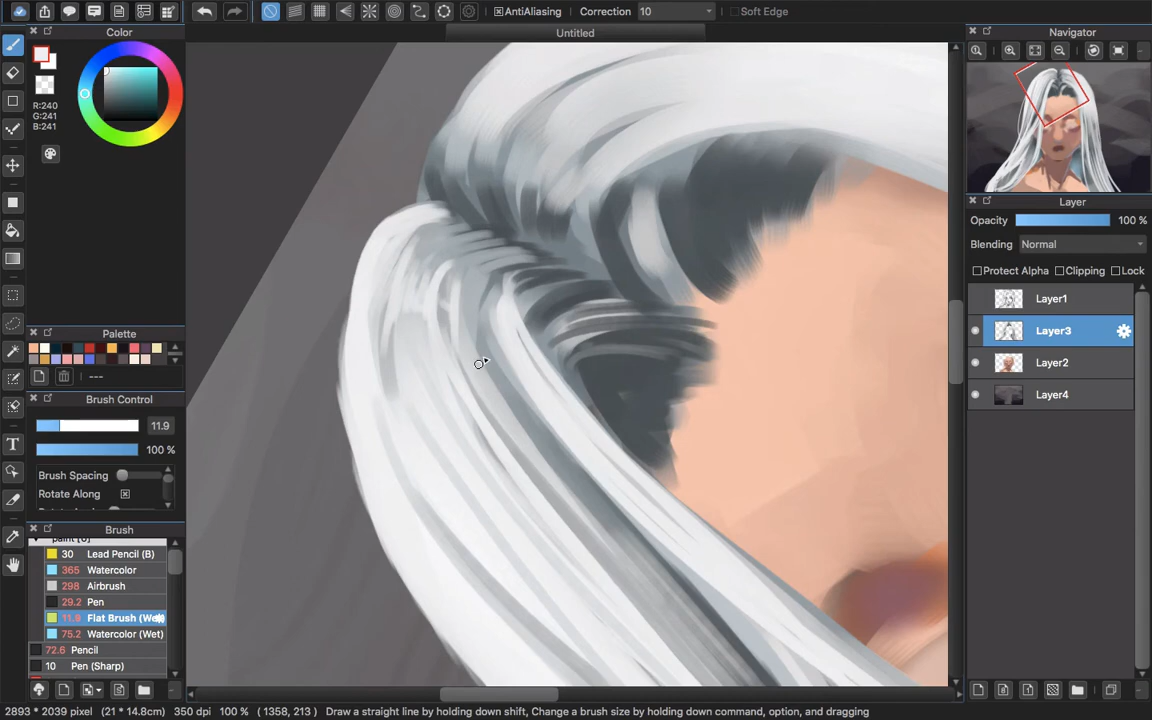 AntiAliasing Correction 10 Soft Edge
Untitled
Color
R:240
G:241
B:241
Palette
---
Brush Control
11.9
100 %
Brush Spacing
Rotate Along
Brush
30 Lead Pencil (B)
365 Watercolor
298 Airbrush
29.2 Pen
11.9 Flat Brush (Wet
75.2 Watercolor (Wet)
72.6 Pencil
10 Pen (Sharp)
Navigator
Layer
Opacity 100 %
Blending Normal
Protect Alpha Clipping Lock
Layer1
Layer3
Layer2
Layer4
2893 * 2039 pixel (21 * 14.8cm) 350 dpi 100 % ( 1358, 213 ) Draw a straight line by holding down shift, Change a brush size by holding down command, option, and dragging